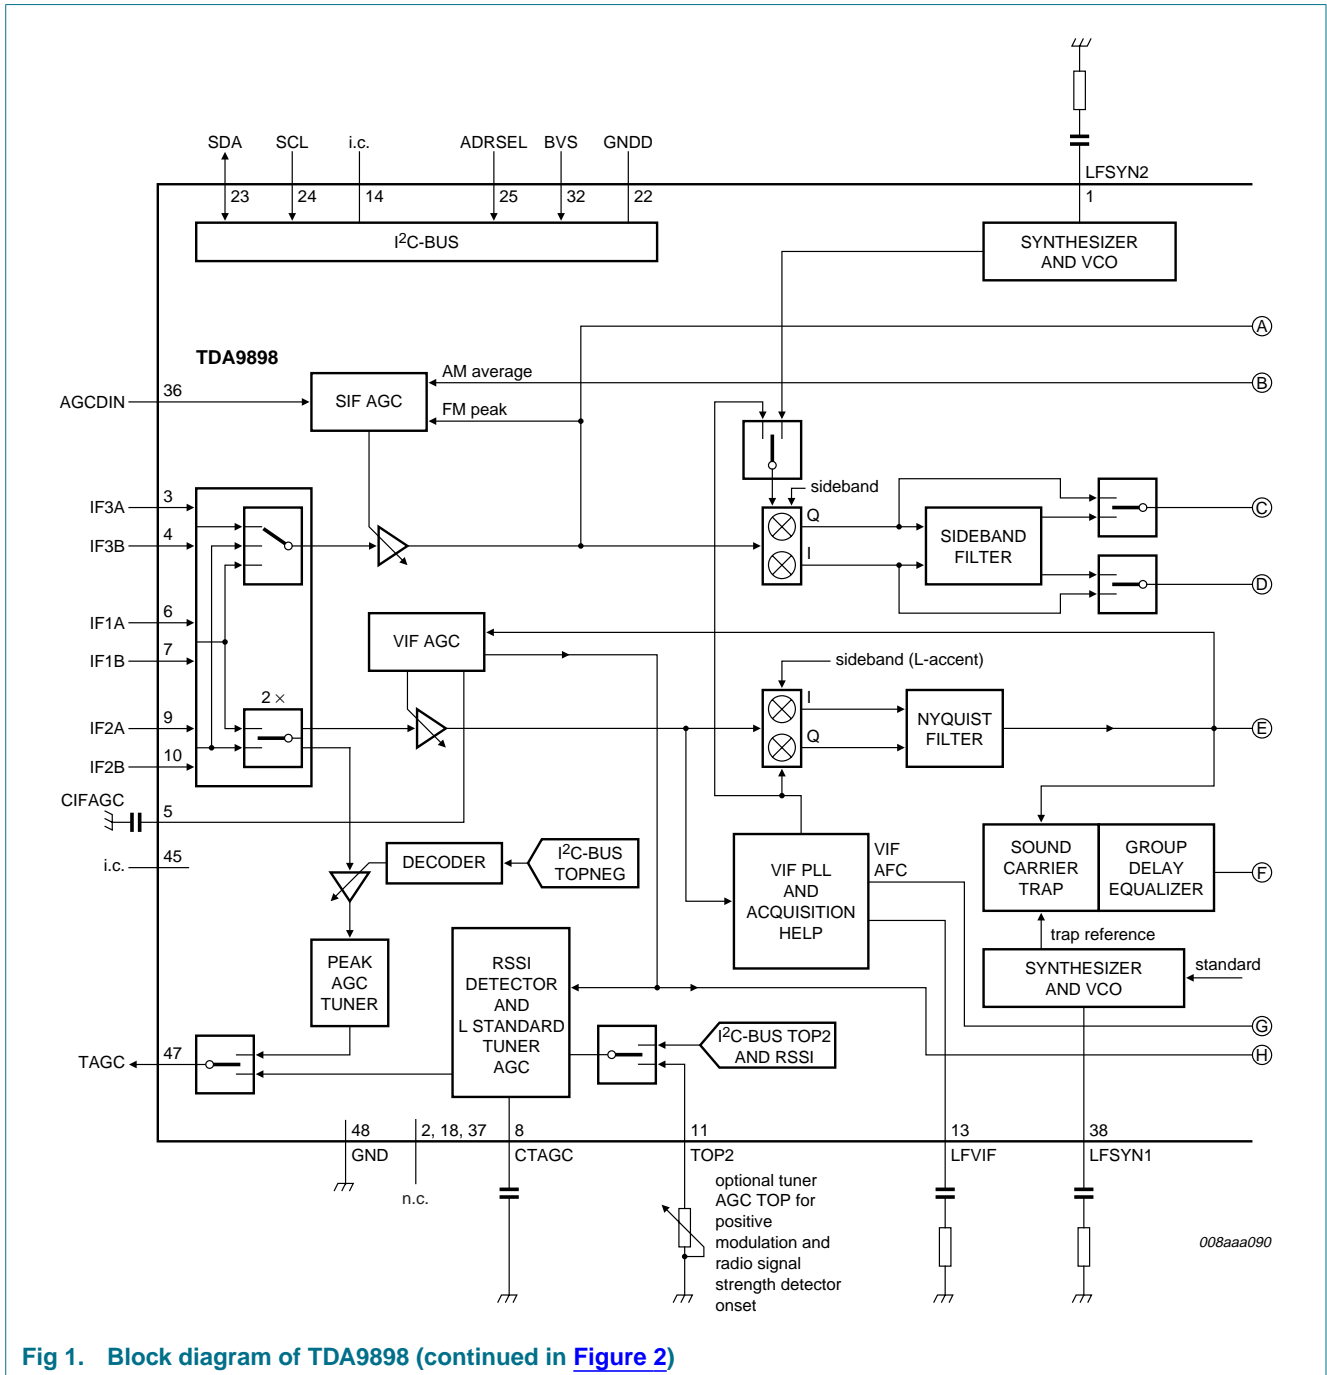 LFSYN2
1
SDA SCL i.c. ADRSEL BVS GNDD
23 24 14 25 32 22
I2C-BUS
SYNTHESIZER
AND VCO
A
TDA9898
AGCDIN
36
SIF AGC
AM average
B
FM peak
sideband
IF3A
3
IF3B
4
Q
I
SIDEBAND
FILTER
C
D
IF1A
6
IF1B
7
VIF AGC
sideband (L-accent)
2 ×
IF2A
9
IF2B
10
I
Q
NYQUIST
FILTER
E
CIFAGC
5
i.c.
45
DECODER
I2C-BUS
TOPNEG
VIF PLL
AND
ACQUISITION
HELP
VIF
AFC
SOUND
CARRIER
TRAP
GROUP
DELAY
EQUALIZER
F
trap reference
PEAK
AGC
TUNER
RSSI
DETECTOR
AND
L STANDARD
TUNER
AGC
SYNTHESIZER
AND VCO
standard
I2C-BUS TOP2
AND RSSI
G
H
TAGC
47
48
GND
2, 18, 37
n.c.
8
CTAGC
11
TOP2
13
LFVIF
38
LFSYN1
optional tuner
AGC TOP for
positive
modulation and
radio signal
strength detector
onset
008aaa090
Fig 1. Block diagram of TDA9898 (continued in Figure 2)